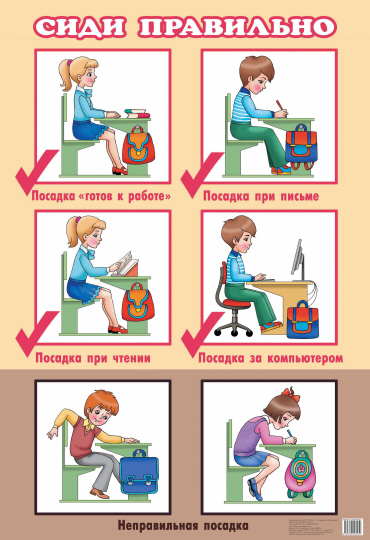 СИДИ ПРАВИЛЬНО
Посадка «готов к работе»
Посадка при письме
Посадка при чтении
Посадка за компьютером
Неправильная посадка